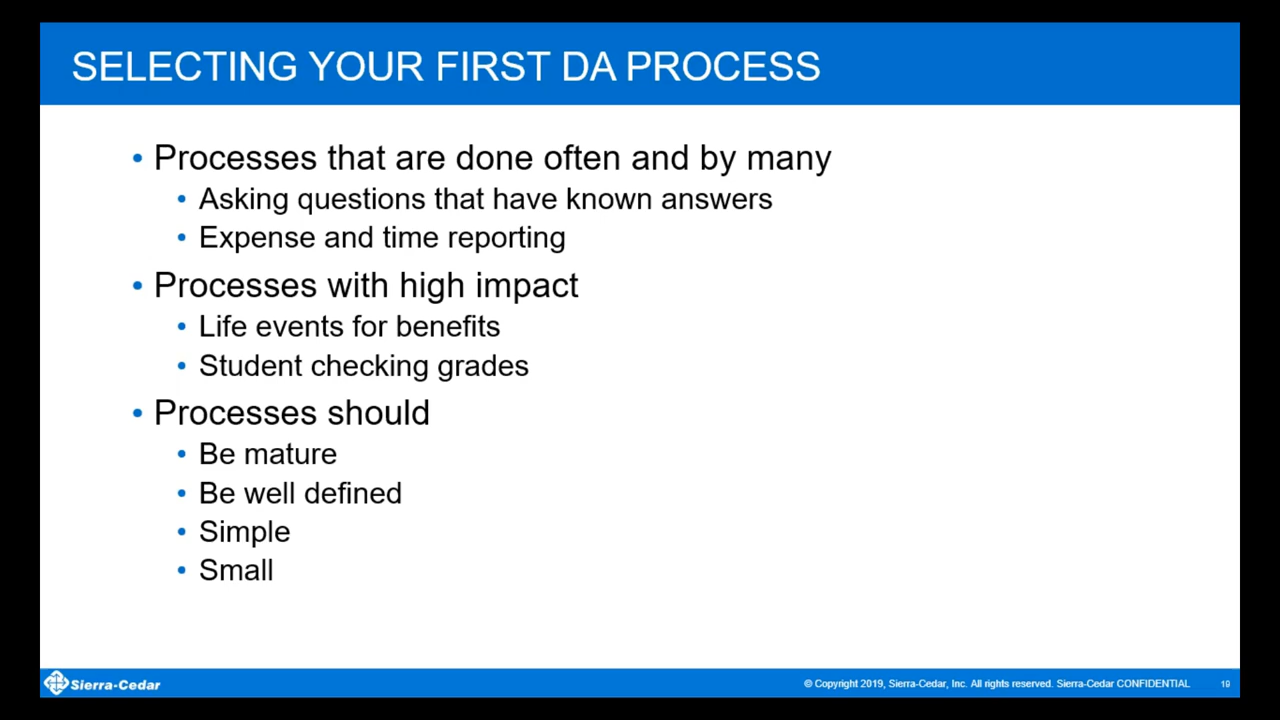 SELECTING YOUR FIRST DA PROCESS
• Processes that are done often and by many
• Asking questions that have known answers
• Expense and time reporting
• Processes with high impact
• Life events for benefits
• Student checking grades
• Processes should
• Be mature
• Be well defined
• Simple
• Small
Sierra-Cedar
© Copyright 2019, Sierra-Cedar, Inc. All rights reserved. Sierra-Cedar CONFIDENTIAL 19